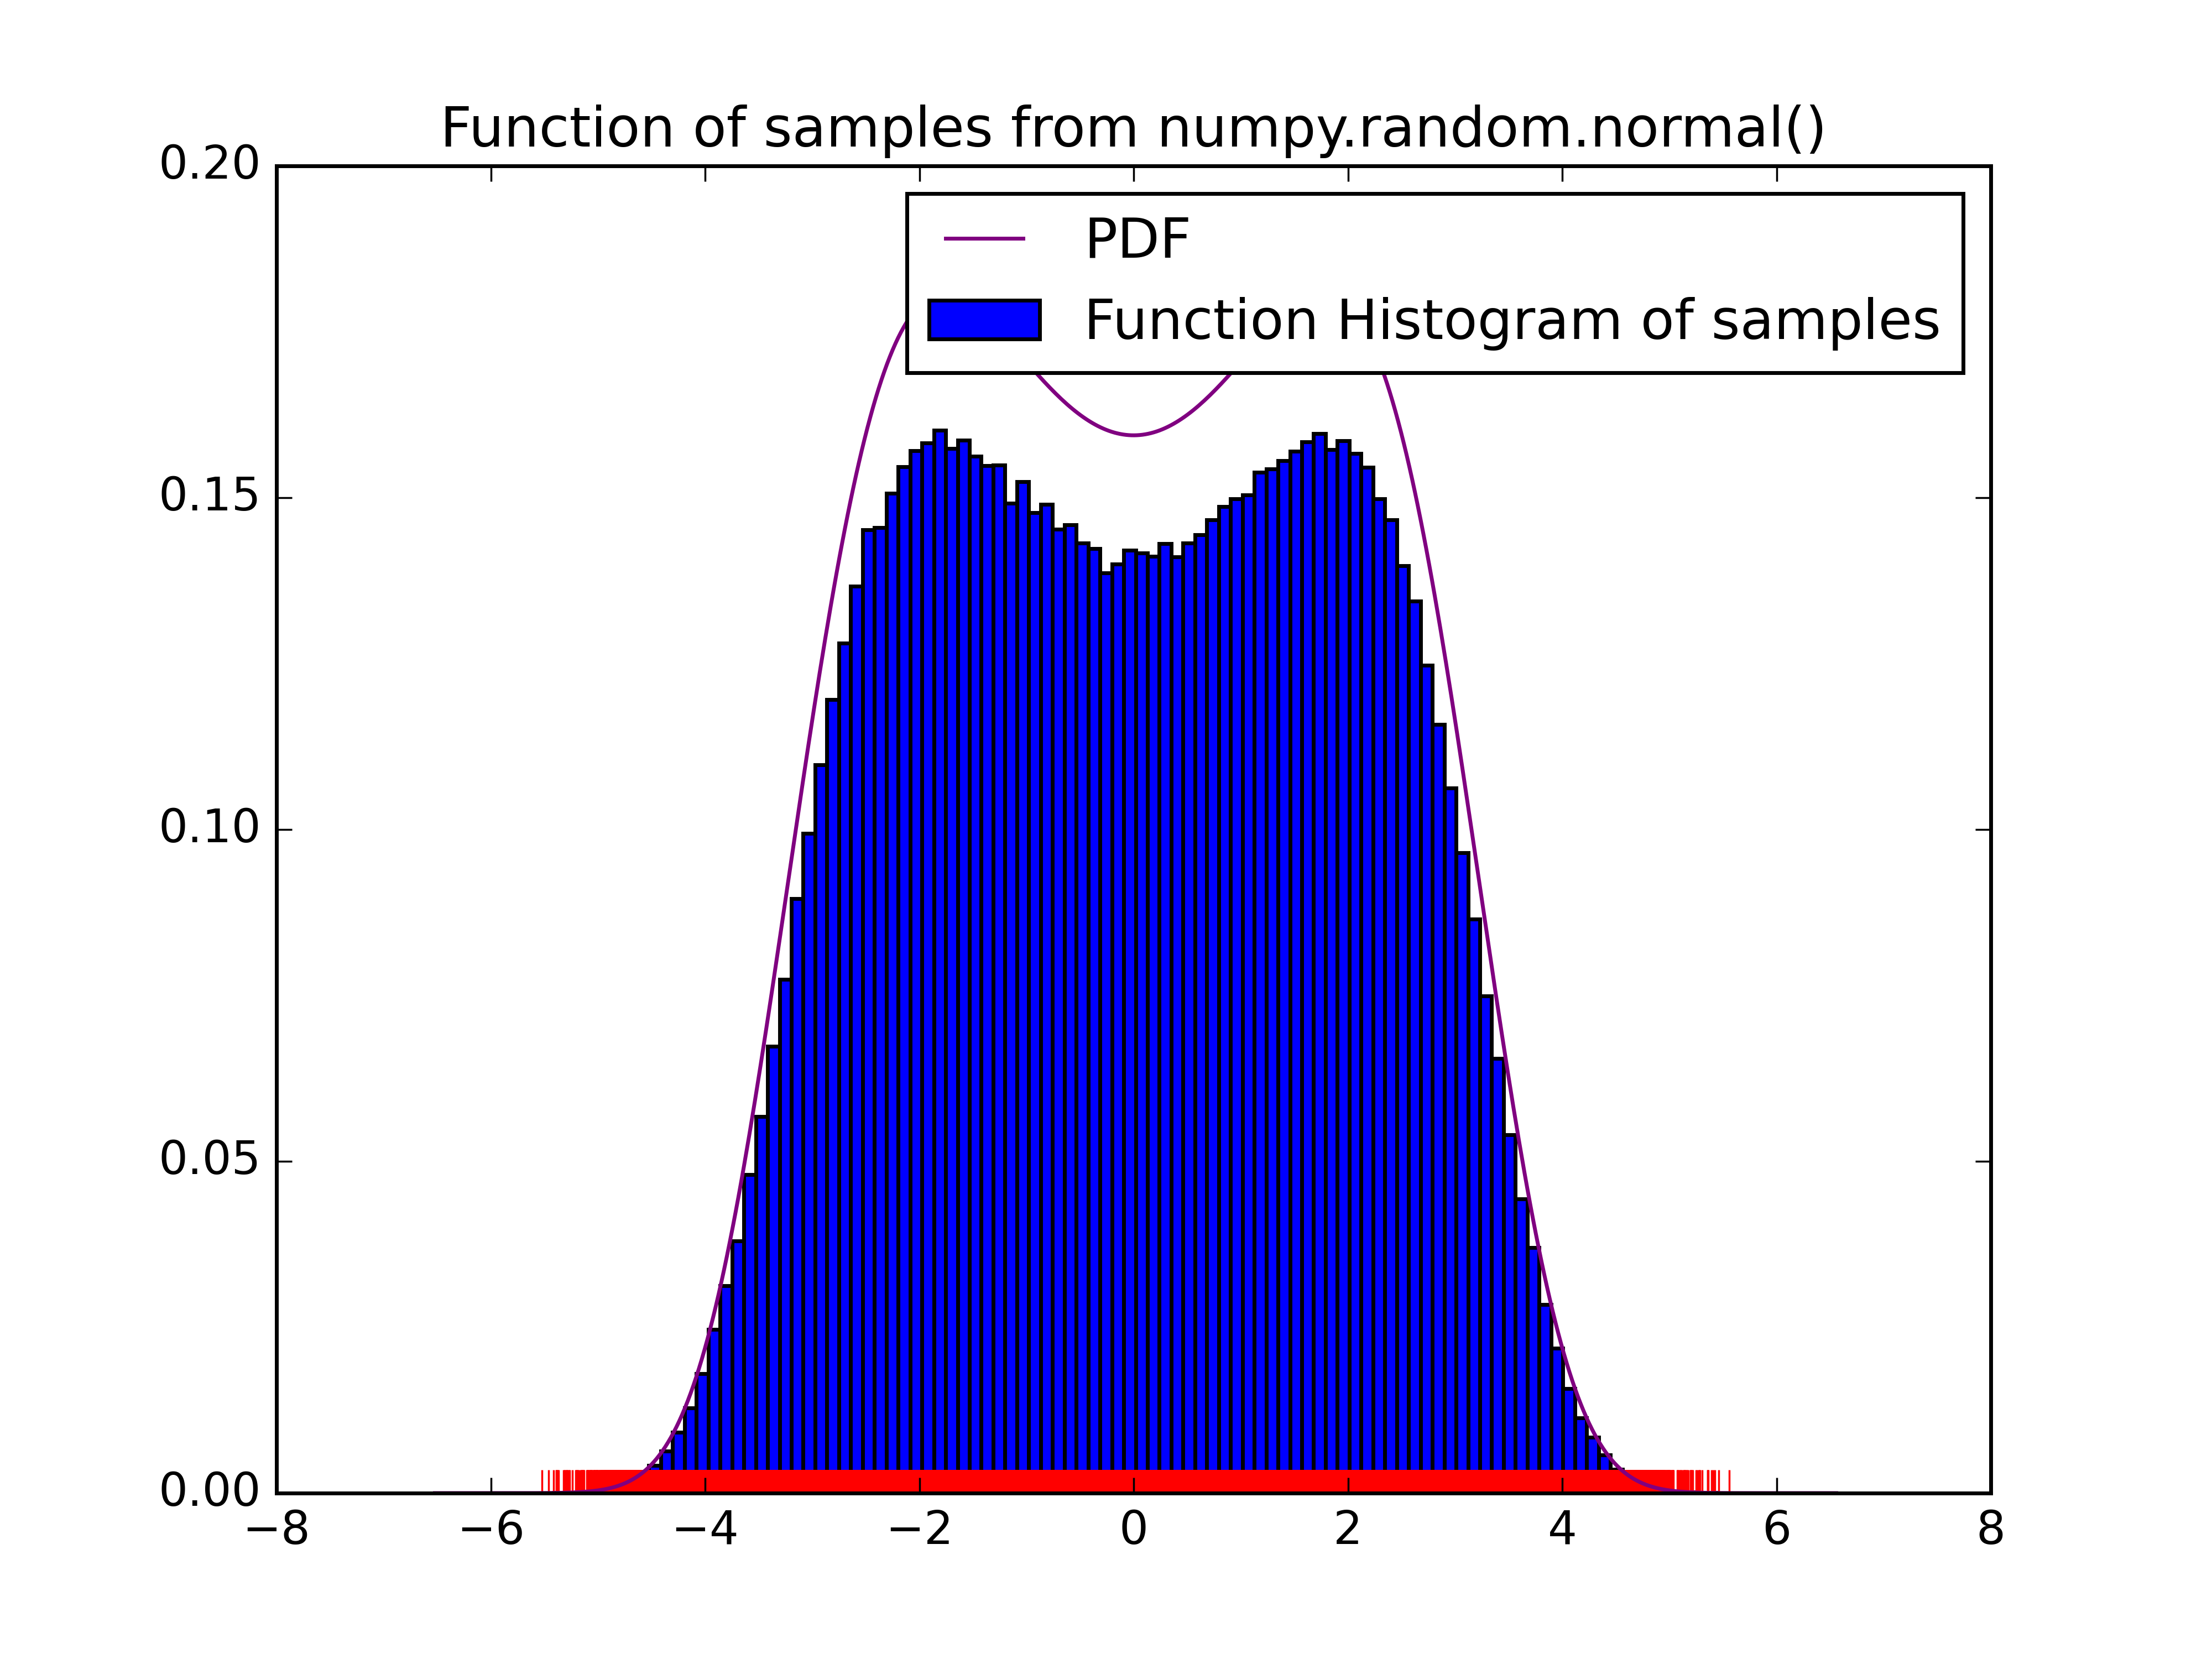 Function of samples from numpy.random.normal()
0.20
PDF
Function Histogram of samples
0.15
0.10
0.05
0.00
−8 −6 −4 −2 0 2 4 6 8